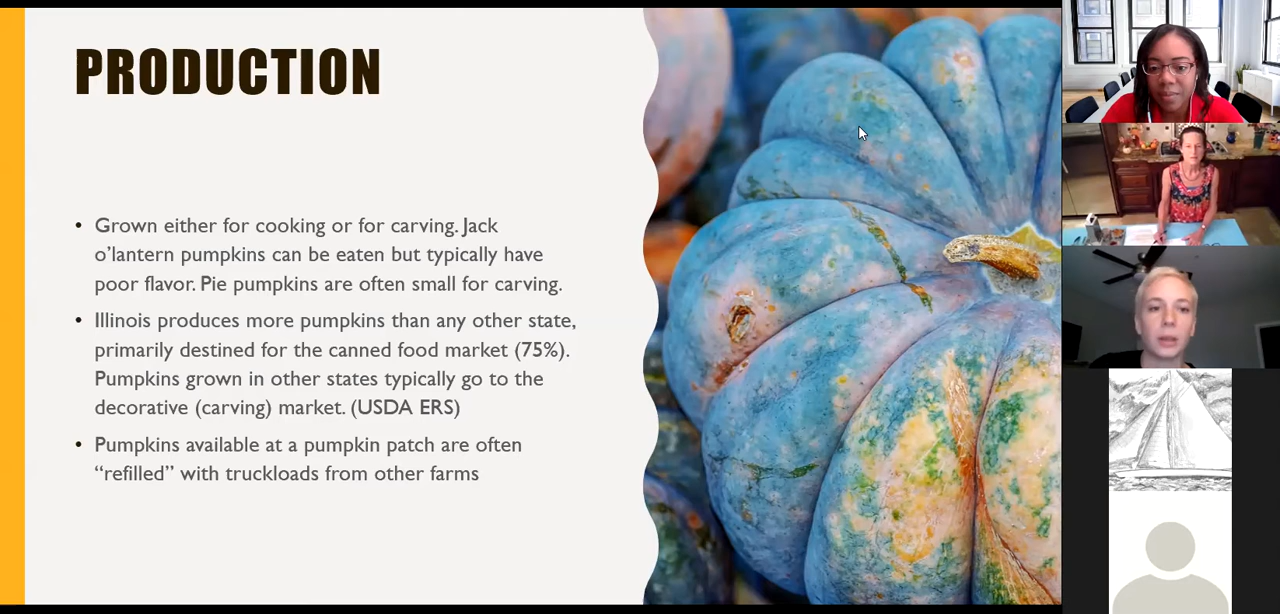 PRODUCTION
• Grown either for cooking or for carving. Jack
o’lantern pumpkins can be eaten but typically have
poor flavor. Pie pumpkins are often small for carving.
• Illinois produces more pumpkins than any other state,
primarily destined for the canned food market (75%).
Pumpkins grown in other states typically go to the
decorative (carving) market. (USDA ERS)
• Pumpkins available at a pumpkin patch are often
“refilled” with truckloads from other farms